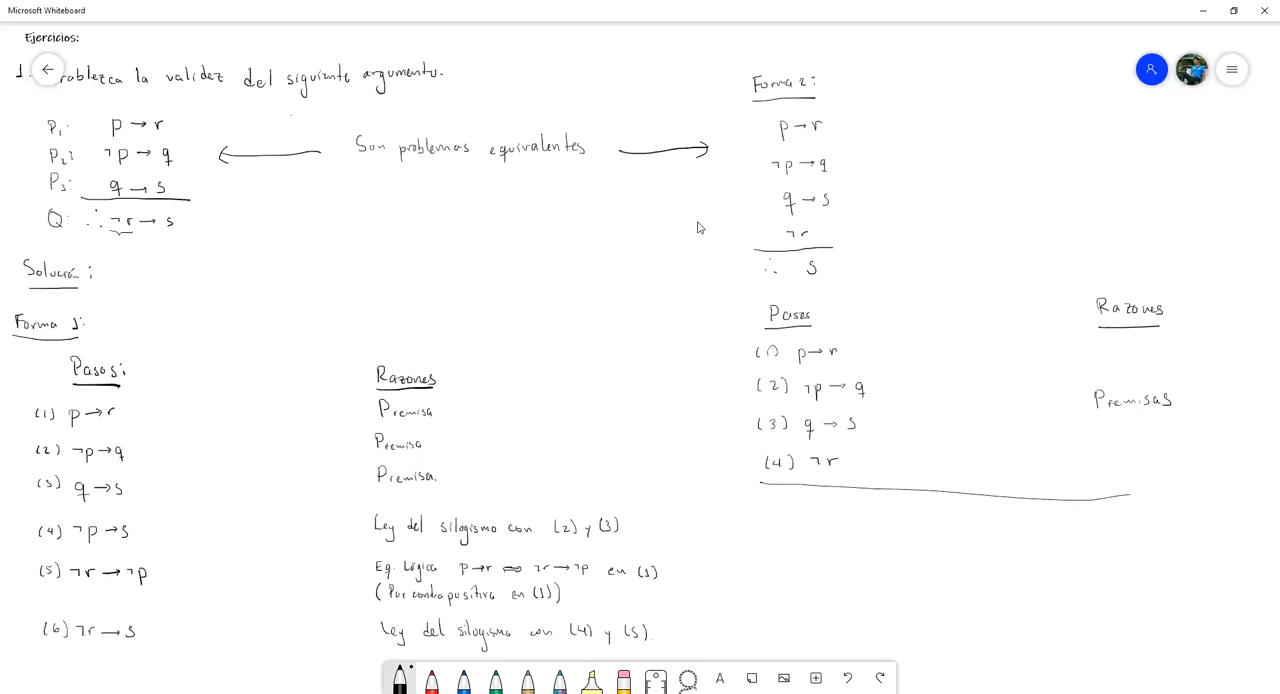 Microsoft Whiteboard
Ejercicios:
1. tablezca la validez del siguiente argumento.
P₁: p → r
P₂: ¬p → q
P₃: q → s
Q: ∴ ¬r → s
Son problemas equivalentes
Solución:
Forma 1:
Pasos: Razones
(1) p → r Premisa
(2) ¬p → q Premisa
(3) q → s Premisa.
(4) ¬p → s Ley del silogismo con (2) y (3)
(5) ¬r → ¬p Eq. Lógica p → r ⇔ ¬r → ¬p en (1)
(Por contrapositiva en (1))
(6) ¬r → s Ley del silogismo con (4) y (5).
Forma 2:
p → r
¬p → q
q → s
¬r
∴ s
Pasos Razones
(1) p → r
(2) ¬p → q
Premisas
(3) q → s
(4) ¬r
A